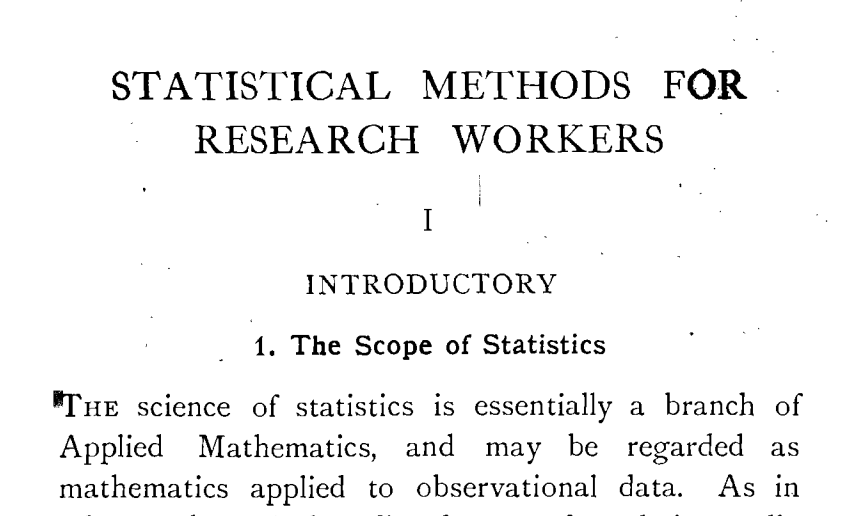 STATISTICAL METHODS FOR
RESEARCH WORKERS
I
INTRODUCTORY
1. The Scope of Statistics
THE science of statistics is essentially a branch of
Applied Mathematics, and may be regarded as
mathematics applied to observational data. As in